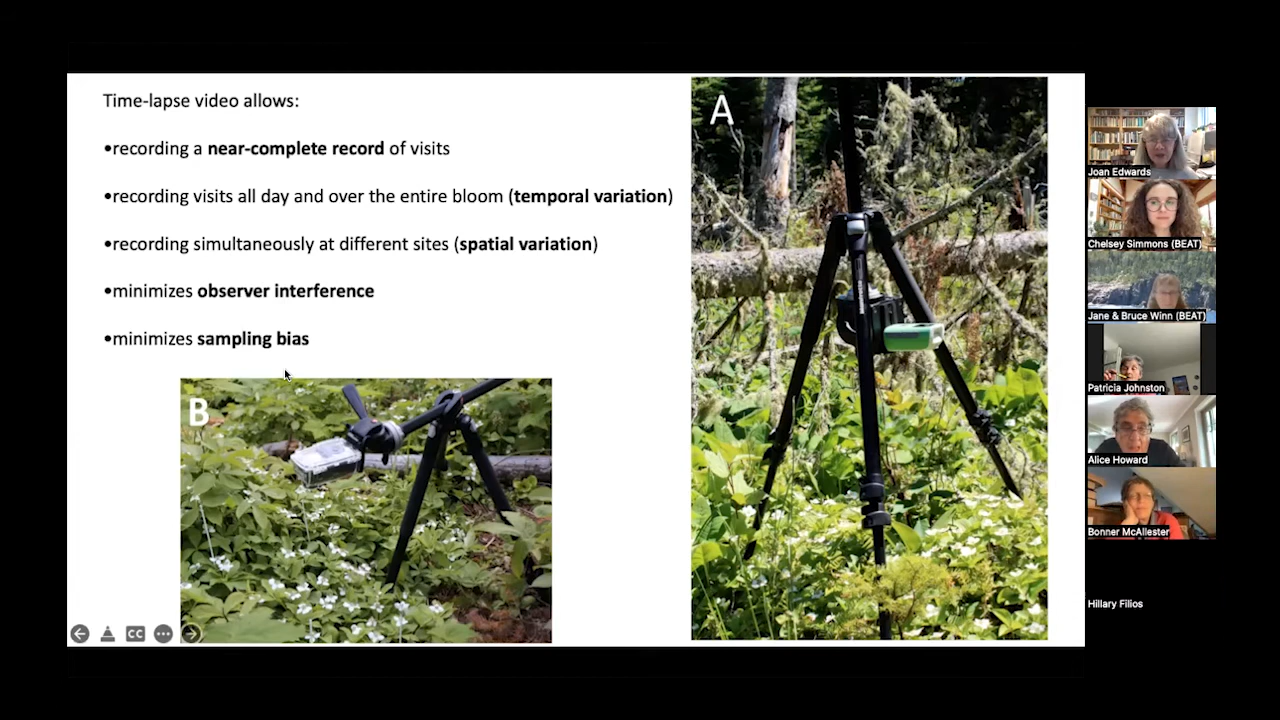 Time-lapse video allows:
•recording a near-complete record of visits
•recording visits all day and over the entire bloom (temporal variation)
•recording simultaneously at different sites (spatial variation)
•minimizes observer interference
•minimizes sampling bias
A
B
CC
Joan Edwards
Chelsey Simmons (BEAT)
Jane & Bruce Winn (BEAT)
Patricia Johnston
Alice Howard
Bonner McAllester
Hillary Filios